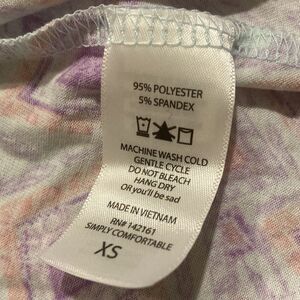 95% POLYESTER
5% SPANDEX
MACHINE WASH COLD
GENTLE CYCLE
DO NOT BLEACH
HANG DRY
OR you'll be sad
MADE IN VIETNAM
RN# 142161
SIMPLY COMFORTABLE
XS